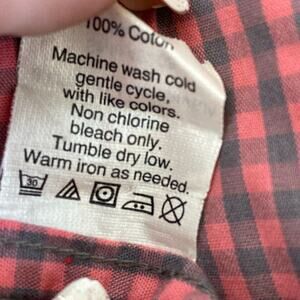 100% Cotton
Machine wash cold
gentle cycle,
with like colors.
Non chlorine
bleach only.
Tumble dry low.
Warm iron as needed.
30